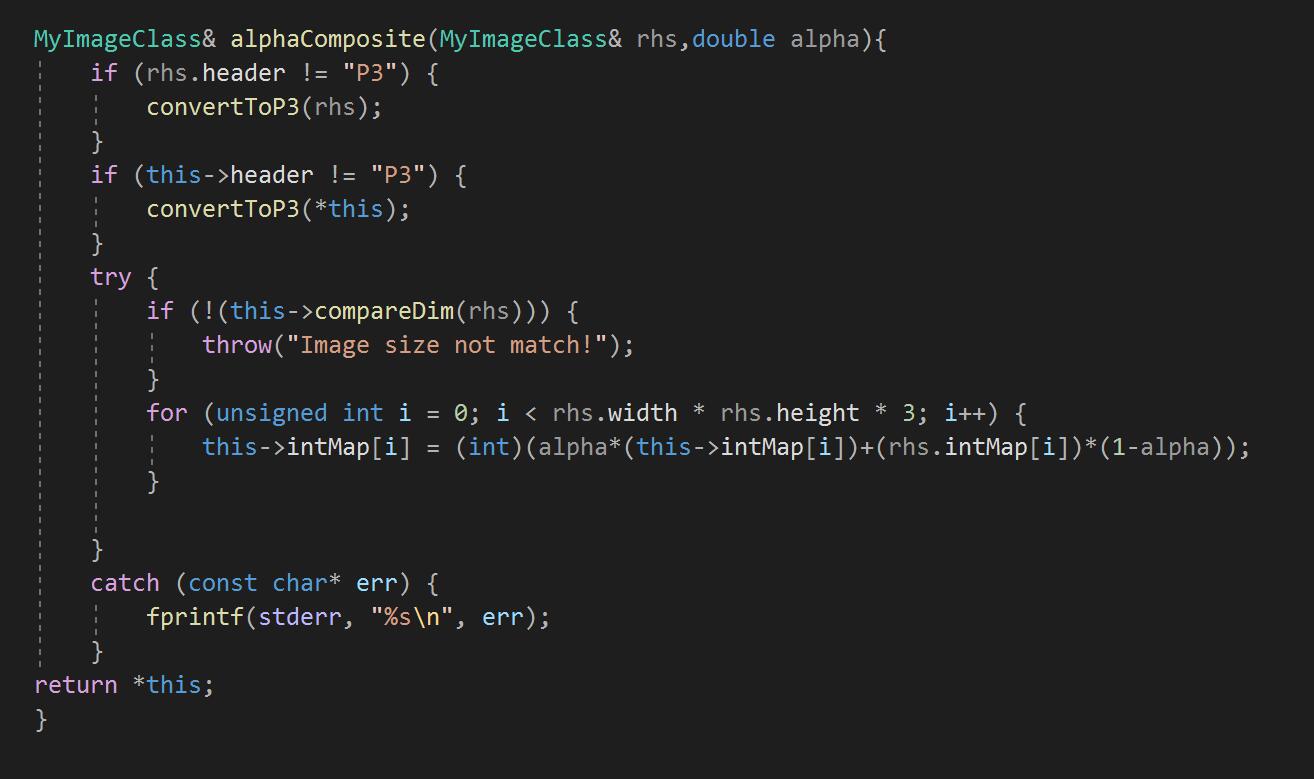 MyImageClass& alphaComposite(MyImageClass& rhs,double alpha){
    if (rhs.header != "P3") {
        convertToP3(rhs);
    }
    if (this->header != "P3") {
        convertToP3(*this);
    }
    try {
        if (!(this->compareDim(rhs))) {
            throw("Image size not match!");
        }
        for (unsigned int i = 0; i < rhs.width * rhs.height * 3; i++) {
            this->intMap[i] = (int)(alpha*(this->intMap[i])+(rhs.intMap[i])*(1-alpha));
        }

    }
    catch (const char* err) {
        fprintf(stderr, "%s\n", err);
    }
return *this;
}